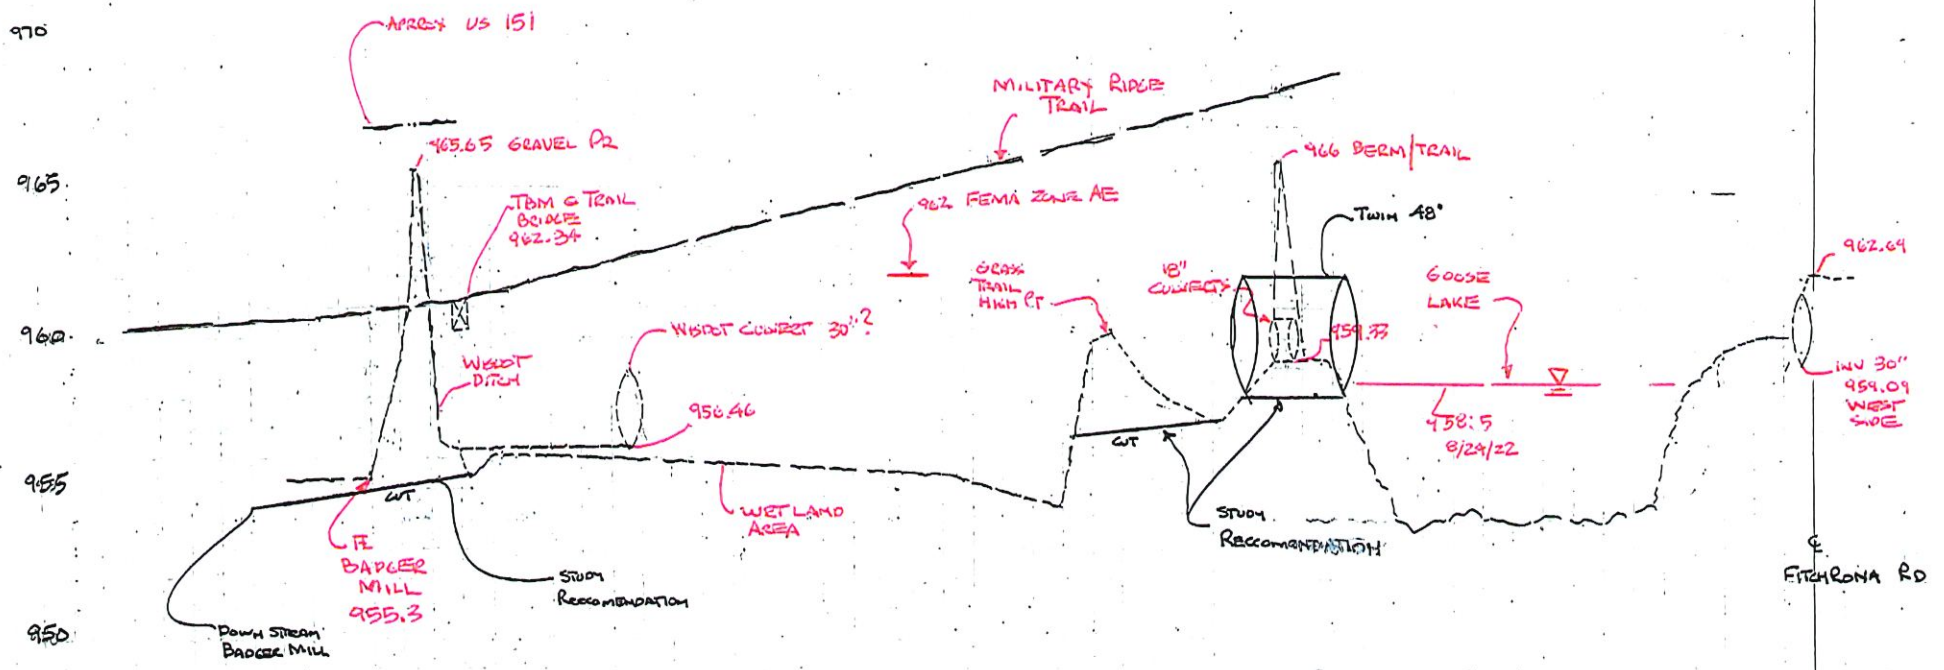 970
APPROX US 151
MILITARY RIDGE
TRAIL
965.65 GRAVEL DR
966 BERM/TRAIL
965
TBM @ TRAIL
BRIDGE
962.34
962 FEMA ZONE AE
TWIN 48"
962.69
GRASS
TRAIL
HIGH PT
18"
CULVERTS
GOOSE
LAKE
960
WISDOT CULVERT 30"?
959.33
WISDOT
DITCH
INV 30"
959.09
WEST
SIDE
956.46
958.5
8/24/22
CUT
955
CUT
WETLAND
AREA
STUDY
RECCOMENDATION
FL
BADGER
MILL
955.3
STUDY
RECCOMENDATION
℄
FITCHRONA RD
950
DOWN STREAM
BADGER MILL